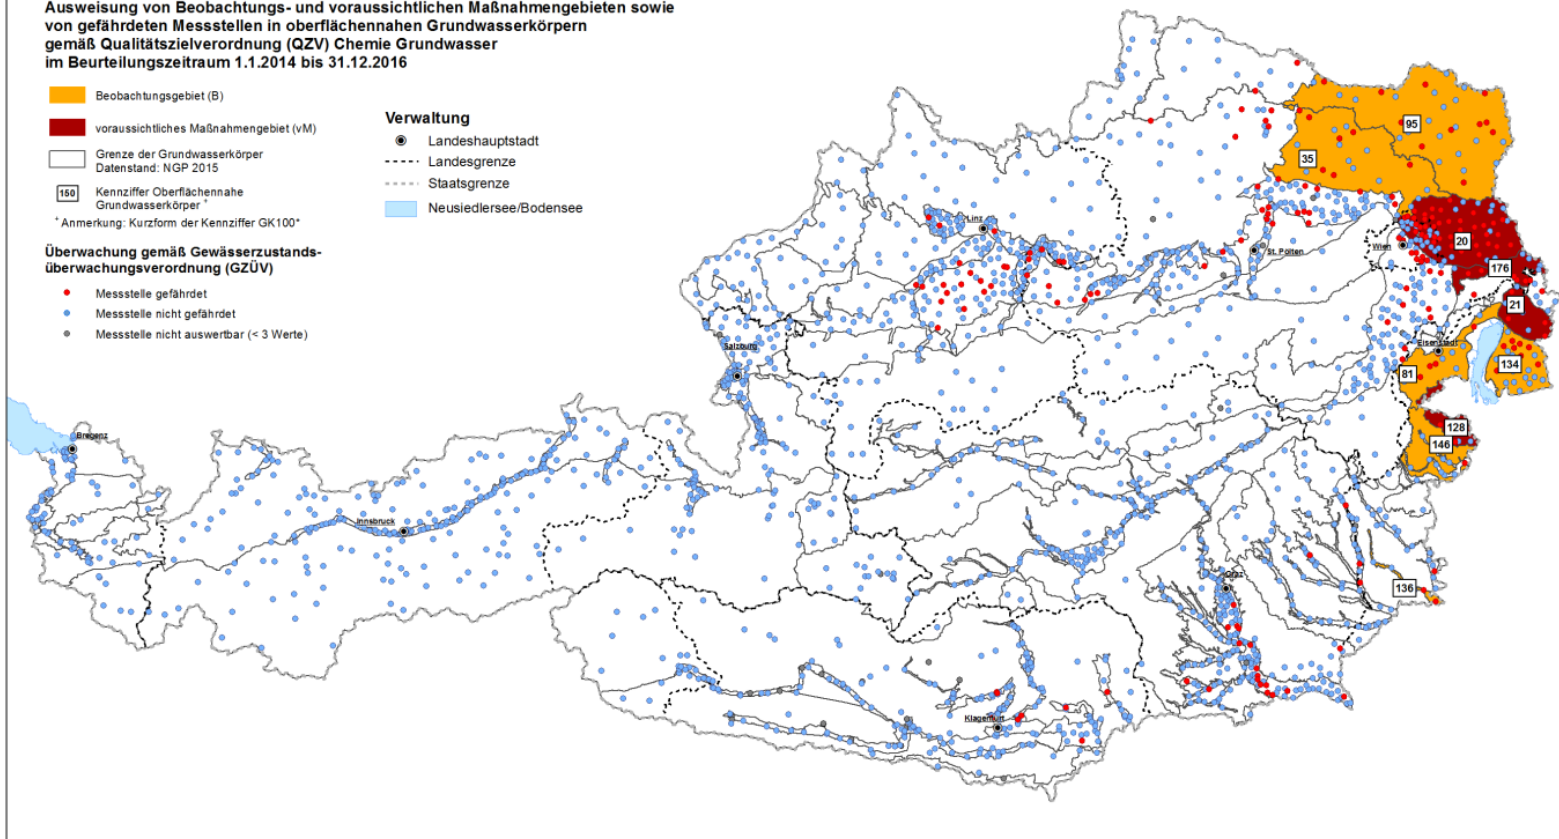 Ausweisung von Beobachtungs- und voraussichtlichen Maßnahmengebieten sowie
von gefährdeten Messstellen in oberflächennahen Grundwasserkörpern
gemäß Qualitätszielverordnung (QZV) Chemie Grundwasser
im Beurteilungszeitraum 1.1.2014 bis 31.12.2016
Beobachtungsgebiet (B)
voraussichtliches Maßnahmengebiet (vM)
Grenze der Grundwasserkörper
Datenstand: NGP 2015
150
Kennziffer Oberflächennahe
Grundwasserkörper +
+ Anmerkung: Kurzform der Kennziffer GK100*
Überwachung gemäß Gewässerzustands-
überwachungsverordnung (GZÜV)
Messstelle gefährdet
Messstelle nicht gefährdet
Messstelle nicht auswertbar (< 3 Werte)
Verwaltung
Landeshauptstadt
Landesgrenze
Staatsgrenze
Neusiedlersee/Bodensee
95
35
Linz
Wien
20
St. Pölten
176
21
Salzburg
Eisenstadt
134
81
128
146
Bregenz
Innsbruck
Graz
136
Klagenfurt